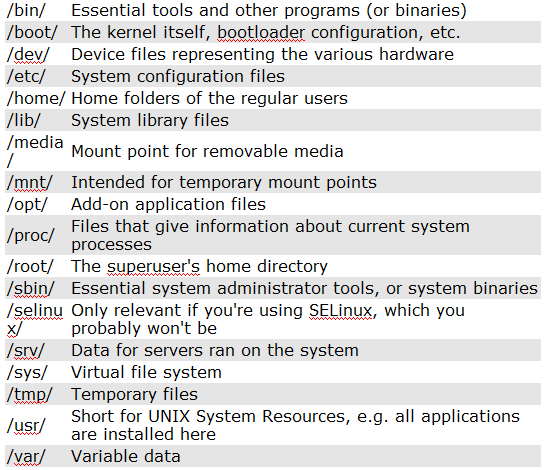 /bin/ Essential tools and other programs (or binaries)
/boot/ The kernel itself, bootloader configuration, etc.
/dev/ Device files representing the various hardware
/etc/ System configuration files
/home/ Home folders of the regular users
/lib/ System library files
/media
/ Mount point for removable media
/mnt/ Intended for temporary mount points
/opt/ Add-on application files
/proc/ Files that give information about current system
processes
/root/ The superuser's home directory
/sbin/ Essential system administrator tools, or system binaries
/selinu
x/ Only relevant if you're using SELinux, which you
probably won't be
/srv/ Data for servers ran on the system
/sys/ Virtual file system
/tmp/ Temporary files
/usr/ Short for UNIX System Resources, e.g. all applications
are installed here
/var/ Variable data